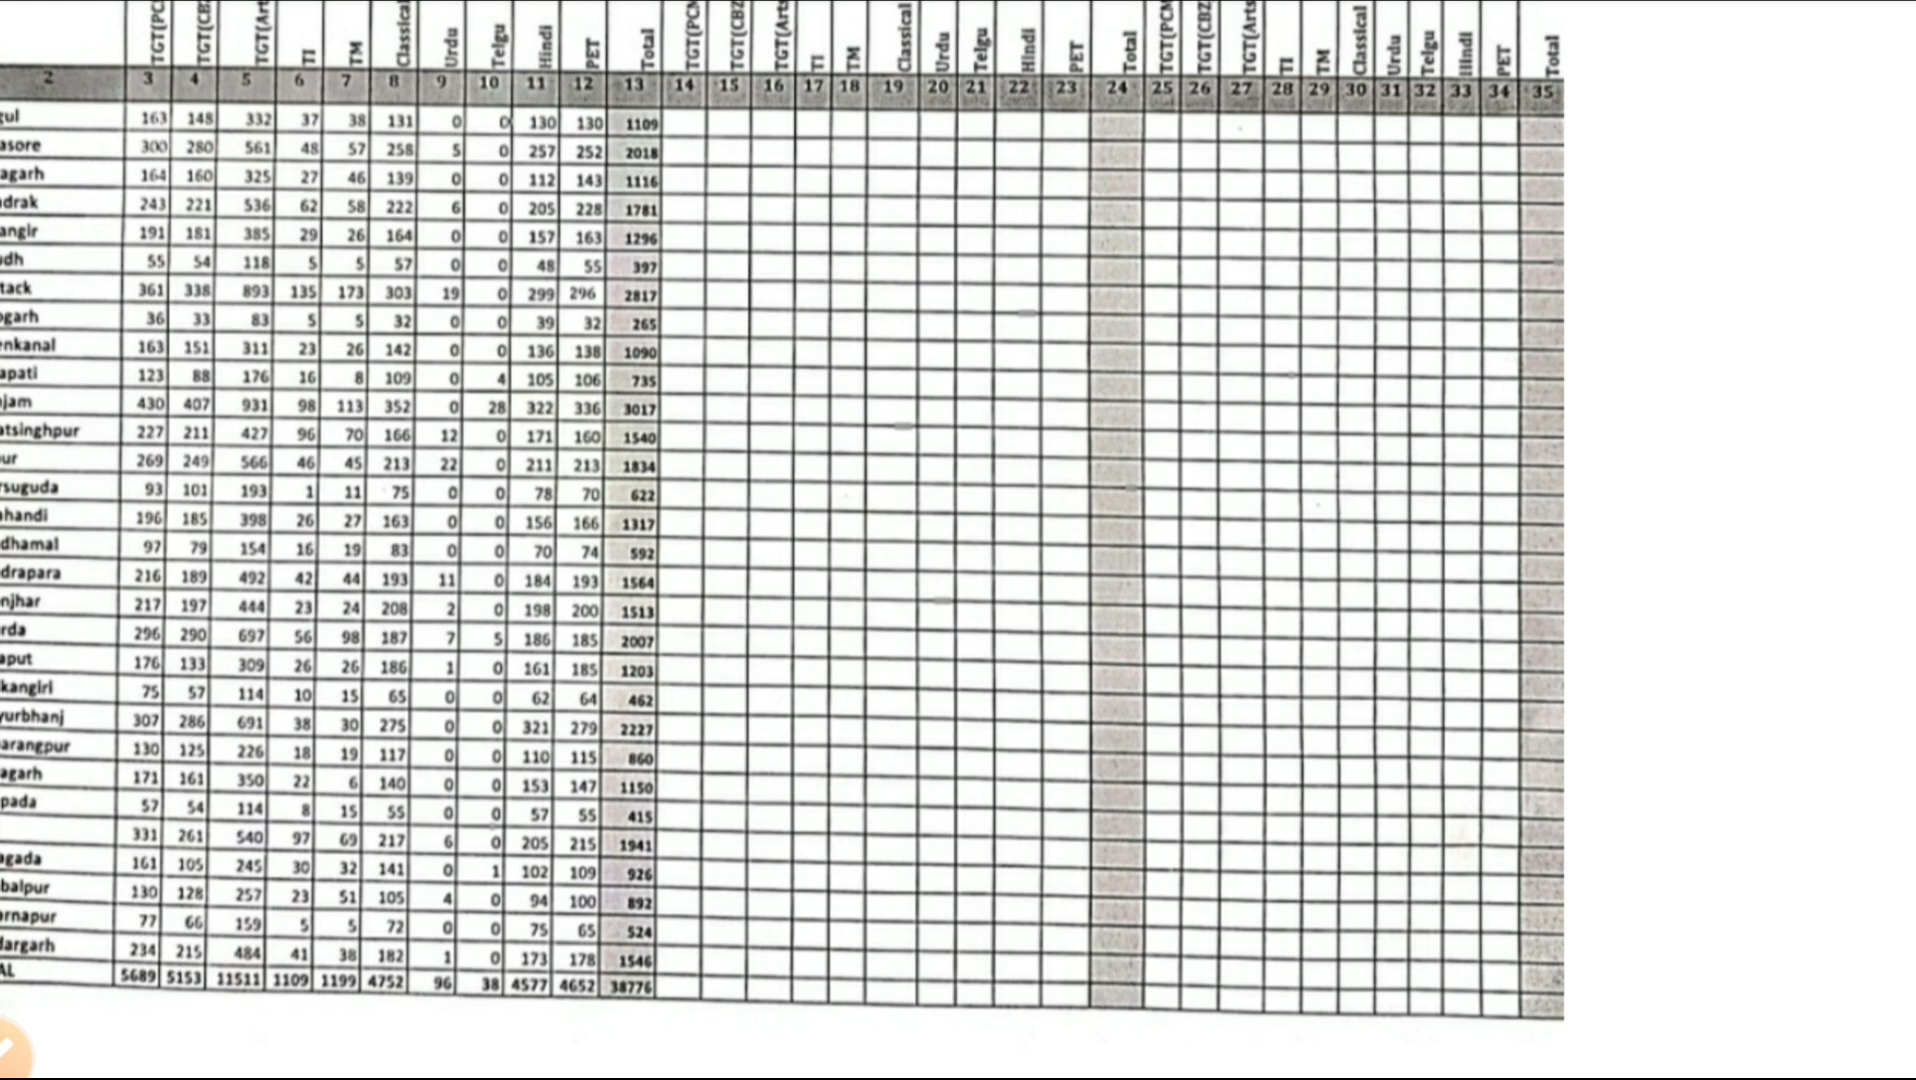 TGT(PC TGT(CB TGT(Art TI TM Classical Urdu Telgu Hindi PET Total TGT(PCM TGT(CBZ TGT(Arts TI TM Classical Urdu Telgu Hindi PET Total TGT(PCM TGT(CBZ TGT(Arts TI TM Classical Urdu Telgu Hindi PET Total
2 3 4 5 6 7 8 9 10 11 12 13 14 15 16 17 18 19 20 21 22 23 24 25 26 27 28 29 30 31 32 33 34 35
gul 163 148 332 37 38 131 0 0 130 130 1109
asore 300 280 561 48 57 258 5 0 257 252 2018
agarh 164 160 325 27 46 139 0 0 112 143 1116
drak 243 221 536 62 58 222 6 0 205 228 1781
angir 191 181 385 29 26 164 0 0 157 163 1296
dh 55 54 118 5 5 57 0 0 48 55 397
tack 361 338 893 135 173 303 19 0 299 296 2817
ogarh 36 33 83 5 5 32 0 0 39 32 265
enkanal 163 151 311 23 26 142 0 0 136 138 1090
apati 123 88 176 16 8 109 0 4 105 106 735
jam 430 407 931 98 113 352 0 28 322 336 3017
atsinghpur 227 211 427 96 70 166 12 0 171 160 1540
ur 269 249 566 46 45 213 22 0 211 213 1834
rsuguda 93 101 193 1 11 75 0 0 78 70 622
ahandi 196 185 398 26 27 163 0 0 156 166 1317
dhamal 97 79 154 16 19 83 0 0 70 74 592
drapara 216 189 492 42 44 193 11 0 184 193 1564
njhar 217 197 444 23 24 208 2 0 198 200 1513
rda 296 290 697 56 98 187 7 5 186 185 2007
aput 176 133 309 26 26 186 1 0 161 185 1203
kangiri 75 57 114 10 15 65 0 0 62 64 462
yurbhanj 307 286 691 38 30 275 0 0 321 279 2227
arangpur 130 125 226 18 19 117 0 0 110 115 860
agarh 171 161 350 22 6 140 0 0 153 147 1150
pada 57 54 114 8 15 55 0 0 57 55 415
331 261 540 97 69 217 6 0 205 215 1941
agada 161 105 245 30 32 141 0 1 102 109 926
balpur 130 128 257 23 51 105 4 0 94 100 892
arnapur 77 66 159 5 5 72 0 0 75 65 524
dargarh 234 215 484 41 38 182 1 0 173 178 1546
AL 5689 5153 11511 1109 1199 4752 96 38 4577 4652 38776